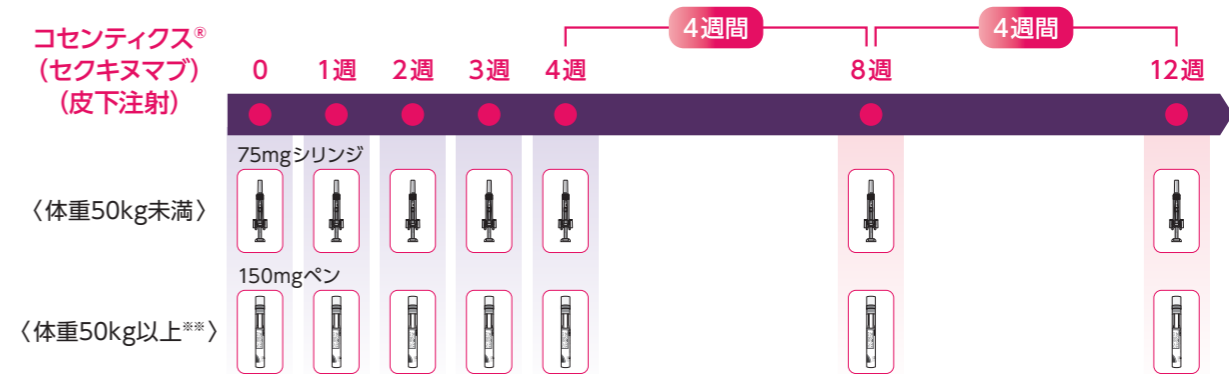 4週間 4週間
コセンティクス®
(セクキヌマブ)
(皮下注射)
0 1週 2週 3週 4週 8週 12週
75mgシリンジ
〈体重50kg未満〉
150mgペン
〈体重50kg以上※※〉